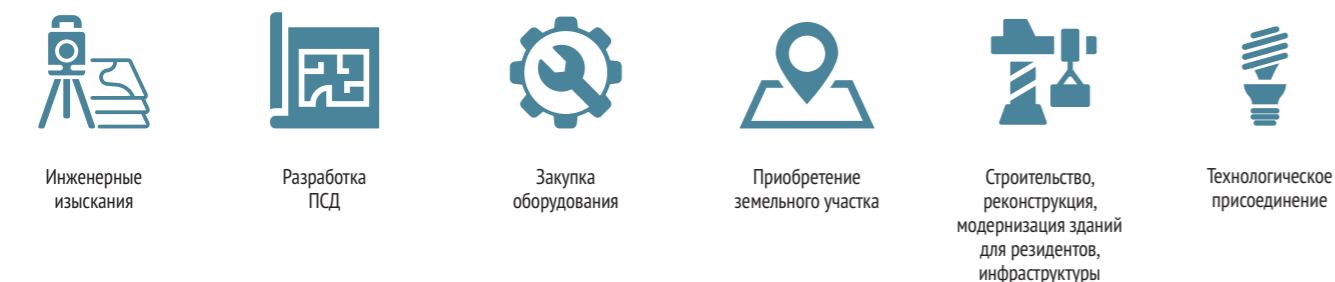 Инженерные
изыскания
Разработка
ПСД
Закупка
оборудования
Приобретение
земельного участка
Строительство,
реконструкция,
модернизация зданий
для резидентов,
инфраструктуры
Технологическое
присоединение